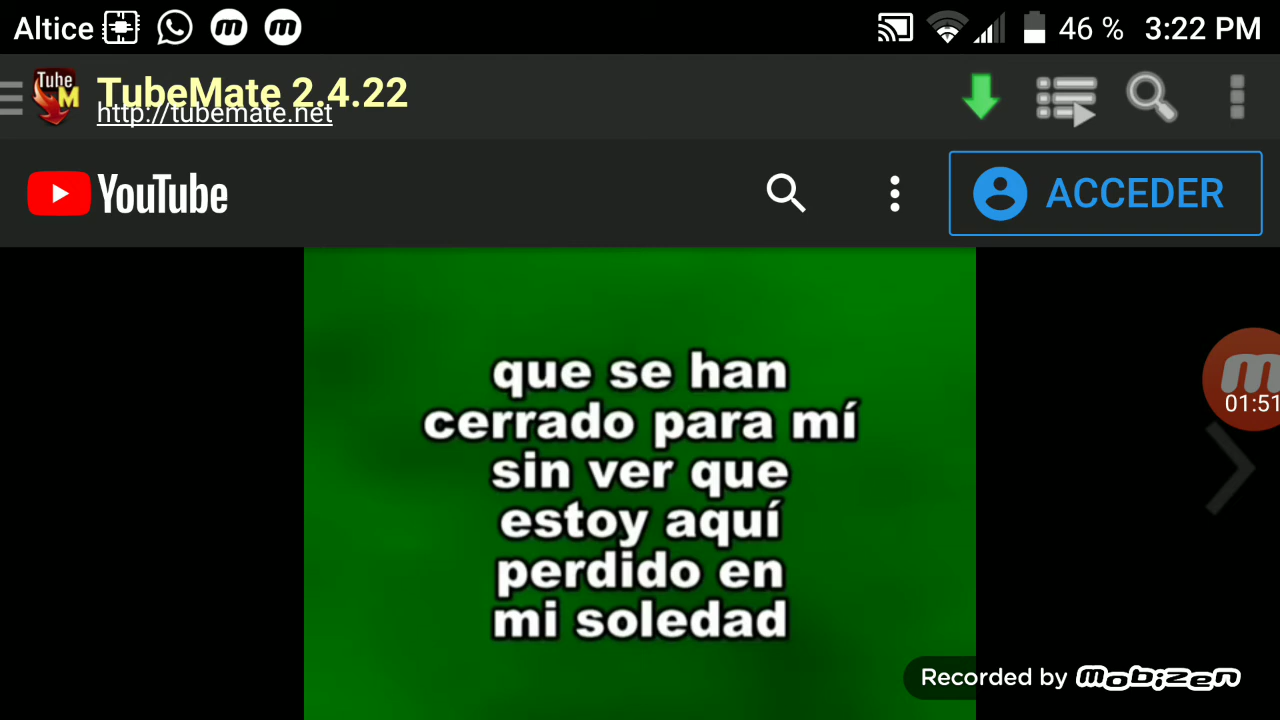 Altice 46 % 3:22 PM
Tube
M
TubeMate 2.4.22
http://tubemate.net
YouTube ACCEDER
que se han
cerrado para mí
sin ver que
estoy aquí
perdido en
mi soledad
m
01:51
Recorded by mobizen